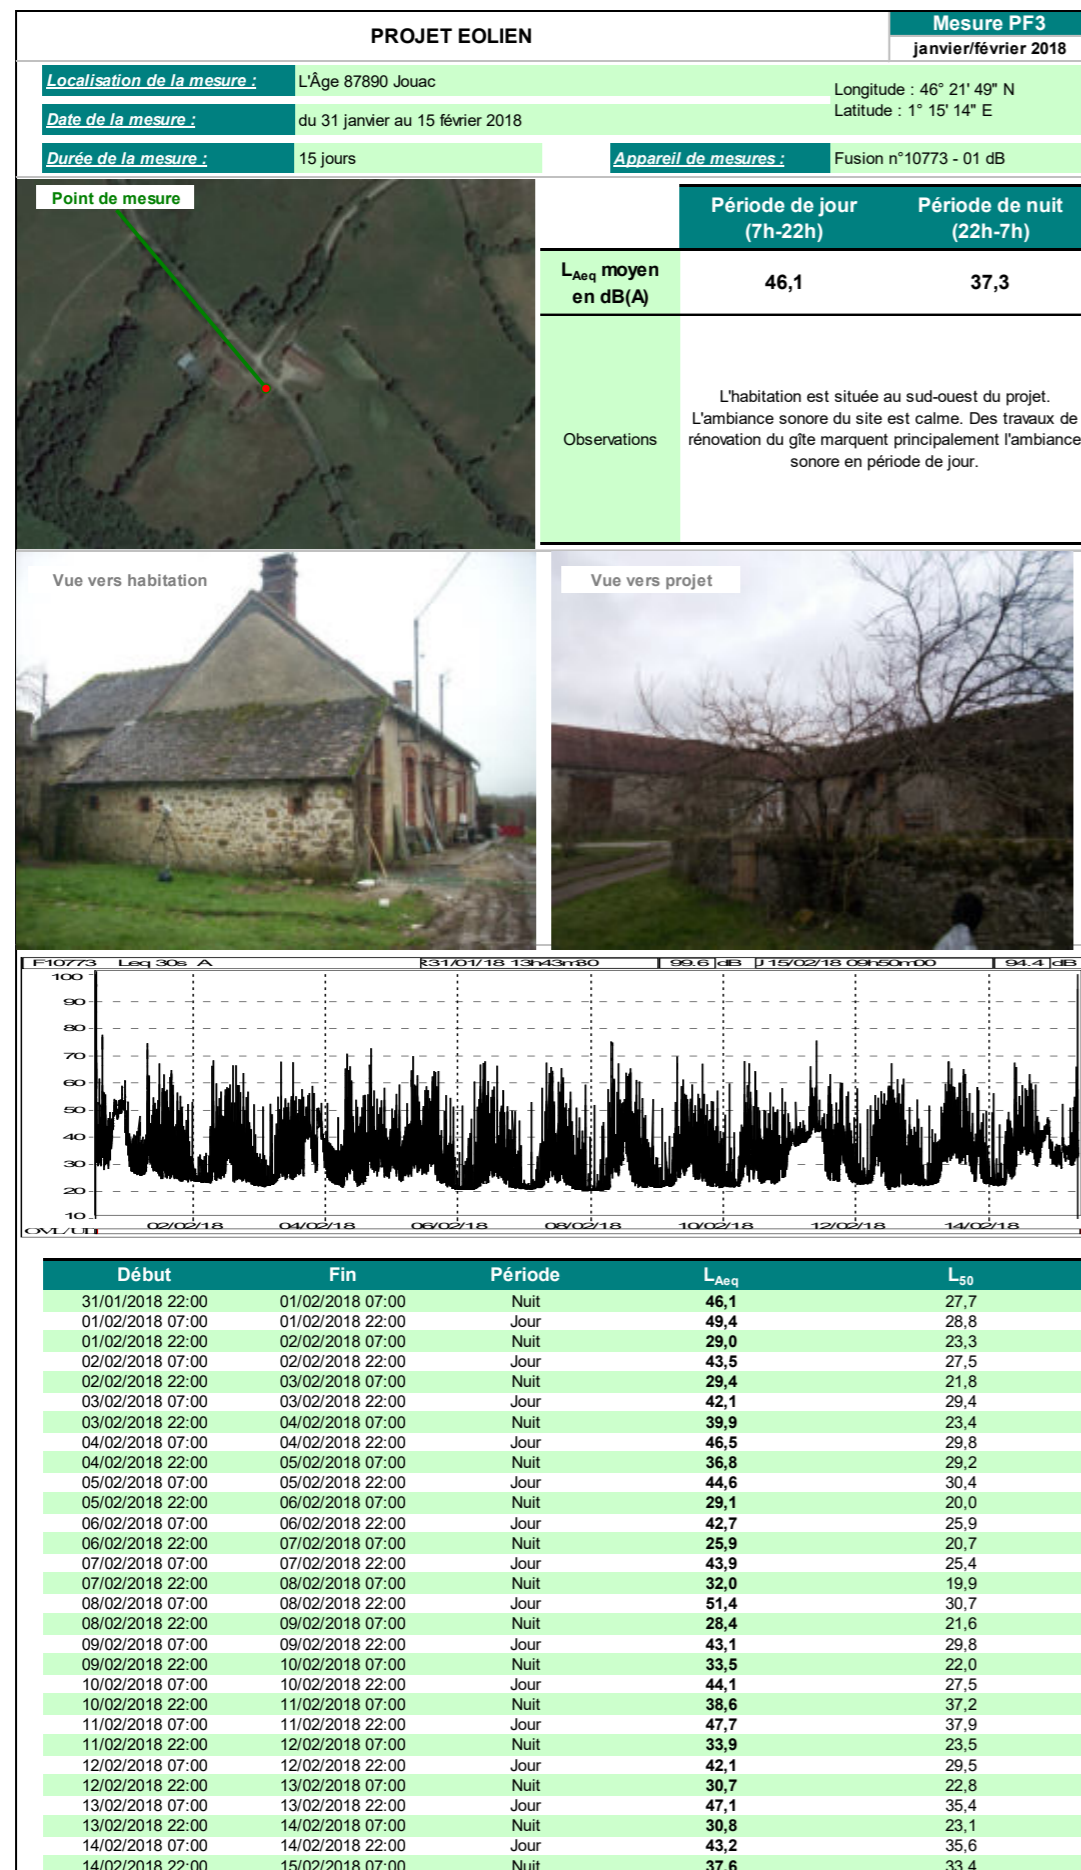 PROJET EOLIEN
Mesure PF3
janvier/février 2018
Localisation de la mesure :
L'Âge 87890 Jouac
Longitude : 46° 21' 49" N
Latitude : 1° 15' 14" E
Date de la mesure :
du 31 janvier au 15 février 2018
Durée de la mesure :
15 jours
Appareil de mesures :
Fusion n°10773 - 01 dB
Point de mesure
Période de jour (7h-22h)
Période de nuit (22h-7h)
LAeq moyen en dB(A)
46,1
37,3
Observations
L'habitation est située au sud-ouest du projet.
L'ambiance sonore du site est calme. Des travaux de
rénovation du gîte marquent principalement l'ambiance
sonore en période de jour.
Vue vers habitation
Vue vers projet
F10773 Leq 30s A 31/01/18 13h43m30 99.6 dB 15/02/18 09h50m00 94.4 dB
100
90
80
70
60
50
40
30
20
10
02/02/18 04/02/18 06/02/18 08/02/18 10/02/18 12/02/18 14/02/18
Début Fin Période LAeq L50
31/01/2018 22:00 01/02/2018 07:00 Nuit 46,1 27,7
01/02/2018 07:00 01/02/2018 22:00 Jour 49,4 28,8
01/02/2018 22:00 02/02/2018 07:00 Nuit 29,0 23,3
02/02/2018 07:00 02/02/2018 22:00 Jour 43,5 27,5
02/02/2018 22:00 03/02/2018 07:00 Nuit 29,4 21,8
03/02/2018 07:00 03/02/2018 22:00 Jour 42,1 29,4
03/02/2018 22:00 04/02/2018 07:00 Nuit 39,9 23,4
04/02/2018 07:00 04/02/2018 22:00 Jour 46,5 29,8
04/02/2018 22:00 05/02/2018 07:00 Nuit 36,8 29,2
05/02/2018 07:00 05/02/2018 22:00 Jour 44,6 30,4
05/02/2018 22:00 06/02/2018 07:00 Nuit 29,1 20,0
06/02/2018 07:00 06/02/2018 22:00 Jour 42,7 25,9
06/02/2018 22:00 07/02/2018 07:00 Nuit 25,9 20,7
07/02/2018 07:00 07/02/2018 22:00 Jour 43,9 25,4
07/02/2018 22:00 08/02/2018 07:00 Nuit 32,0 19,9
08/02/2018 07:00 08/02/2018 22:00 Jour 51,4 30,7
08/02/2018 22:00 09/02/2018 07:00 Nuit 28,4 21,6
09/02/2018 07:00 09/02/2018 22:00 Jour 43,1 29,8
09/02/2018 22:00 10/02/2018 07:00 Nuit 33,5 22,0
10/02/2018 07:00 10/02/2018 22:00 Jour 44,1 27,5
10/02/2018 22:00 11/02/2018 07:00 Nuit 38,6 37,2
11/02/2018 07:00 11/02/2018 22:00 Jour 47,7 37,9
11/02/2018 22:00 12/02/2018 07:00 Nuit 33,9 23,5
12/02/2018 07:00 12/02/2018 22:00 Jour 42,1 29,5
12/02/2018 22:00 13/02/2018 07:00 Nuit 30,7 22,8
13/02/2018 07:00 13/02/2018 22:00 Jour 47,1 35,4
13/02/2018 22:00 14/02/2018 07:00 Nuit 30,8 23,1
14/02/2018 07:00 14/02/2018 22:00 Jour 43,2 35,6
14/02/2018 22:00 15/02/2018 07:00 Nuit 37,6 33,4